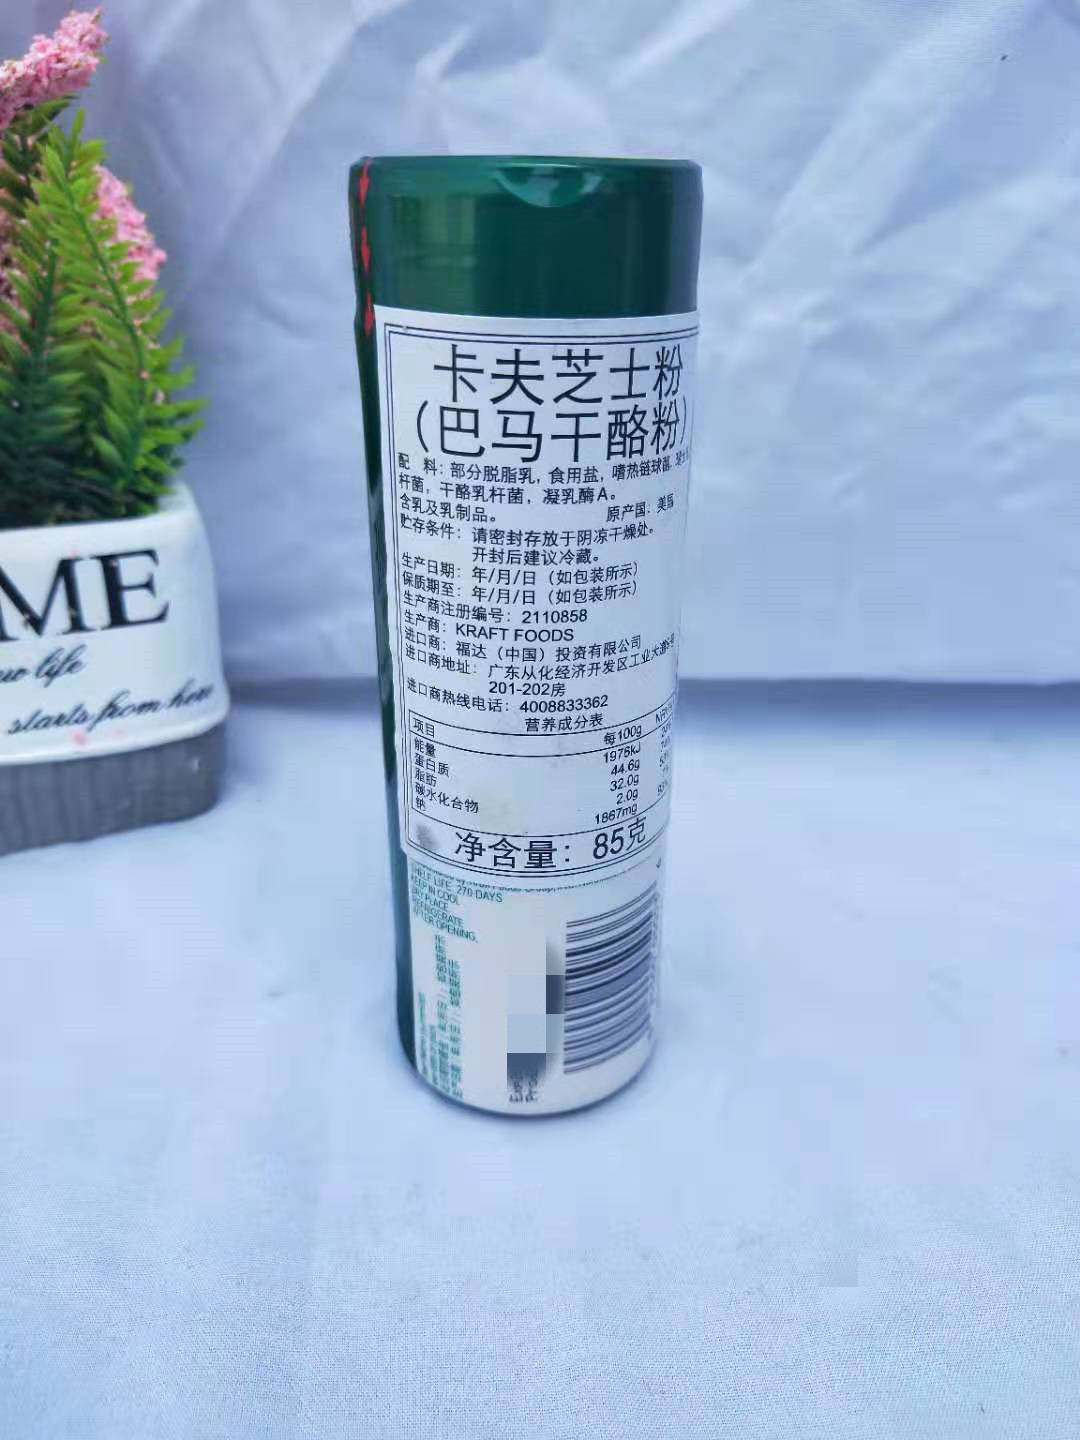 卡夫芝士粉
（巴马干酪粉）
配 料：部分脱脂乳，食用盐，嗜热链球菌，
杆菌，干酪乳杆菌，凝乳酶A。
含乳及乳制品。
原产国：美国
贮存条件：请密封存放于阴凉干燥处。
开封后建议冷藏。
生产日期：年/月/日（如包装所示）
保质期至：年/月/日（如包装所示）
生产商注册编号：2110858
生产商：KRAFT FOODS
进口商：福达（中国）投资有限公司
进口商地址：广东从化经济开发区工业大道
201-202房
进口商热线电话：4008833362
营养成分表
项目 每100g
能量 1976kJ
蛋白质 44.6g
脂肪 32.0g
碳水化合物 2.0g
钠 1867mg
净含量：85克
SHELF LIFE: 270 DAYS
KEEP IN COOL
DRY PLACE.
REFRIGERATE
AFTER OPENING.
ME
life
starts from here